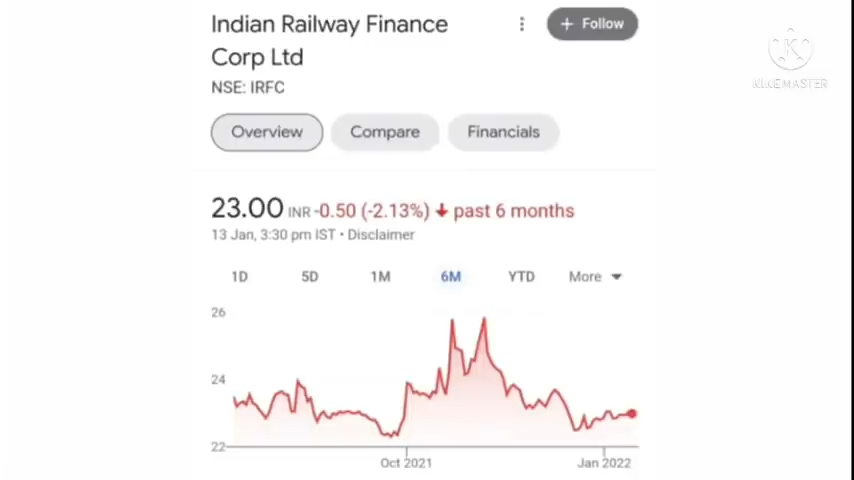 Indian Railway Finance
Corp Ltd
+ Follow
NSE: IRFC
K
KINEMASTER
Overview
Compare
Financials
23.00 INR -0.50 (-2.13%) ↓ past 6 months
13 Jan, 3:30 pm IST • Disclaimer
1D 5D 1M 6M YTD More
26
24
22
Oct 2021
Jan 2022